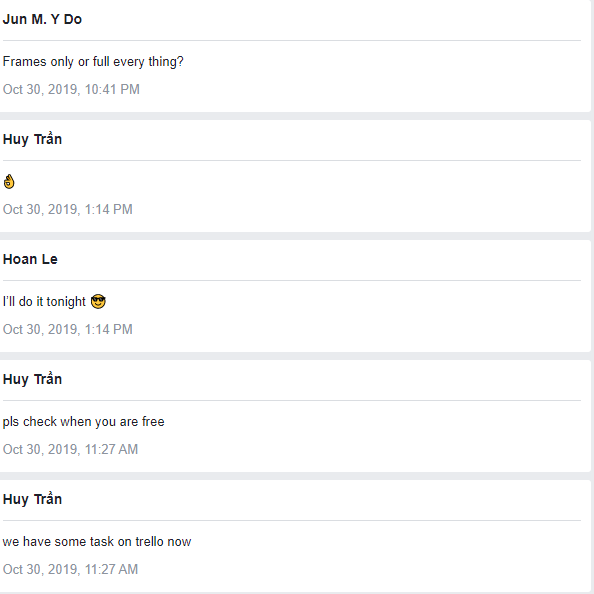 Jun M. Y Do
Frames only or full every thing?
Oct 30, 2019, 10:41 PM
Huy Trần
👌
Oct 30, 2019, 1:14 PM
Hoan Le
I'll do it tonight 😎
Oct 30, 2019, 1:14 PM
Huy Trần
pls check when you are free
Oct 30, 2019, 11:27 AM
Huy Trần
we have some task on trello now
Oct 30, 2019, 11:27 AM